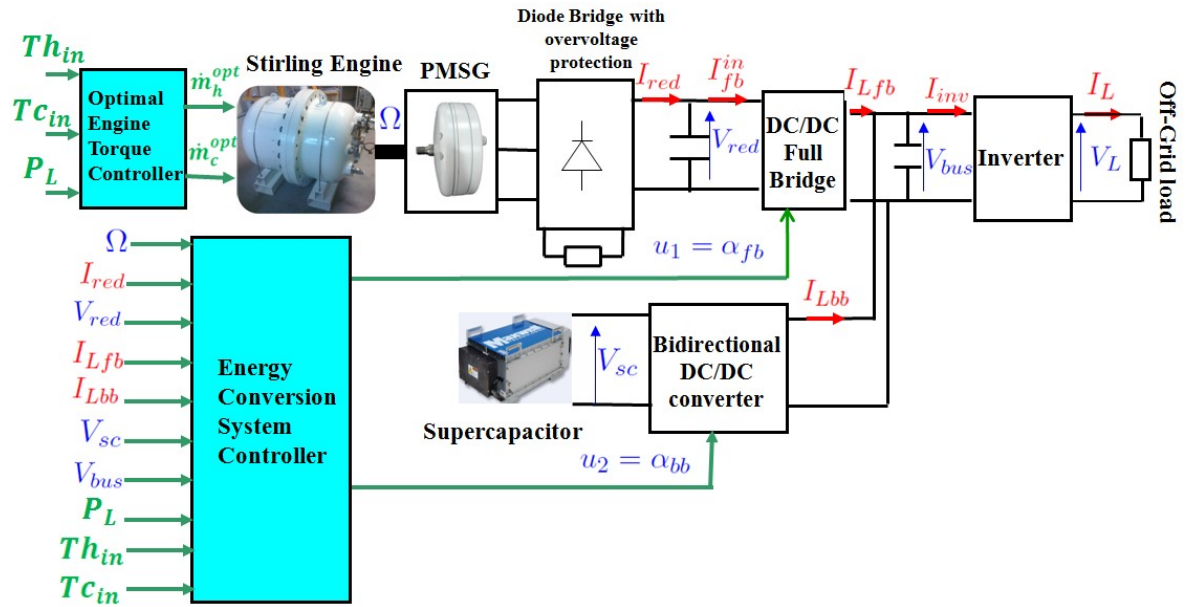 Diode Bridge with
overvoltage
protection
Th_in
Tc_in
P_L
Optimal
Engine
Torque
Controller
ṁ_h^opt
ṁ_c^opt
Stirling Engine
Ω
PMSG
I_red
I_fb^in
V_red
DC/DC
Full
Bridge
I_Lfb
I_inv
V_bus
Inverter
I_L
V_L
Off-Grid load
u_1 = α_fb
Ω
I_red
V_red
I_Lfb
I_Lbb
V_sc
V_bus
P_L
Th_in
Tc_in
Energy
Conversion
System
Controller
Maxwell
V_sc
Supercapacitor
Bidirectional
DC/DC
converter
I_Lbb
u_2 = α_bb